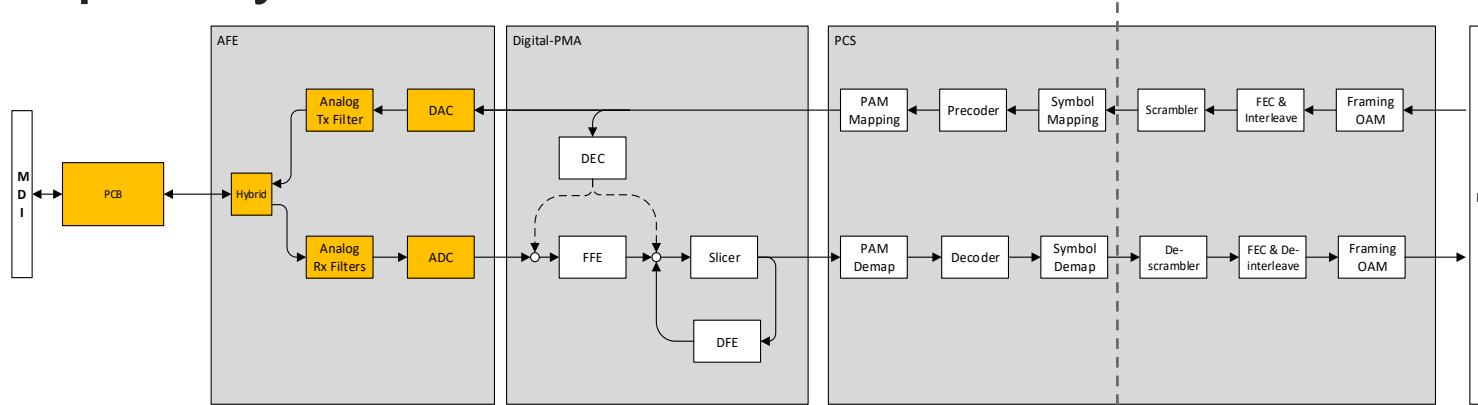 AFE
Digital-PMA
PCS
Analog
Tx Filter
DAC
PAM
Mapping
Precoder
Symbol
Mapping
Scrambler
FEC &
Interleave
Framing
OAM
DEC
M
D
I
PCB
Hybrid
Analog
Rx Filters
ADC
FFE
Slicer
PAM
Demap
Decoder
Symbol
Demap
De-
scrambler
FEC & De-
interleave
Framing
OAM
DFE